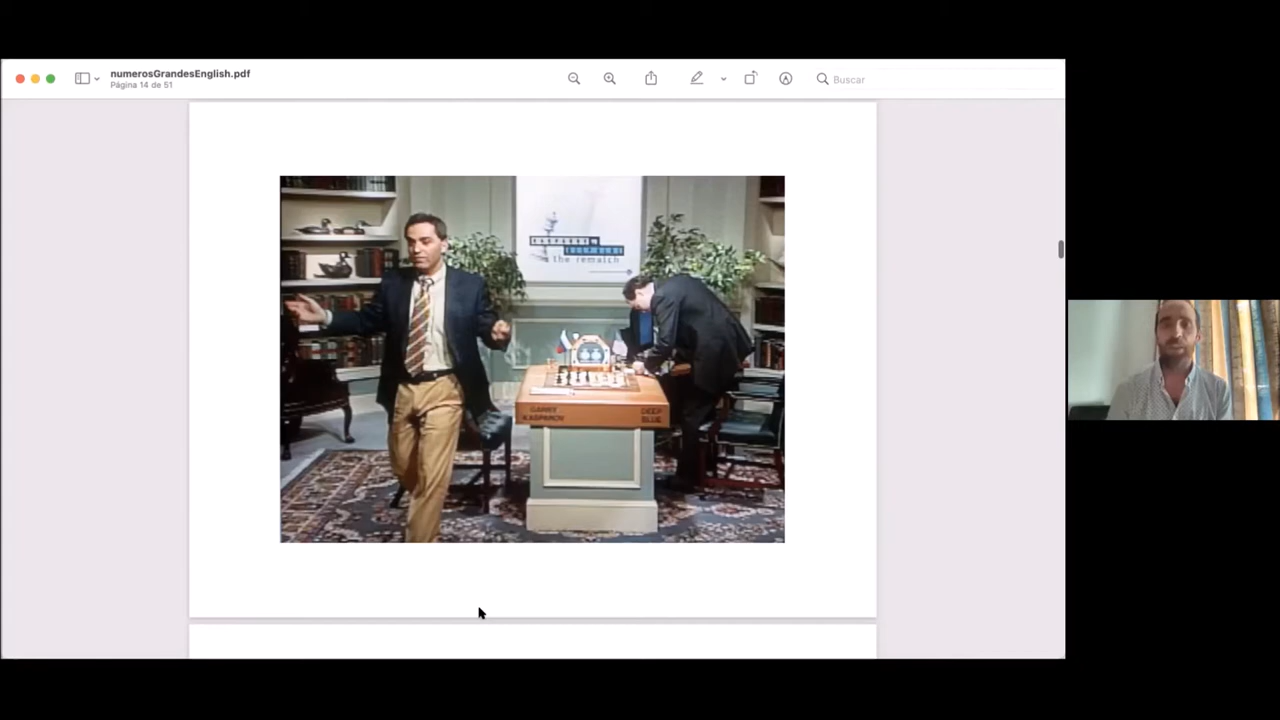 numerosGrandesEnglish.pdf
Página 14 de 51
Buscar
the rematch
GARRY
KASPAROV
DEEP
BLUE